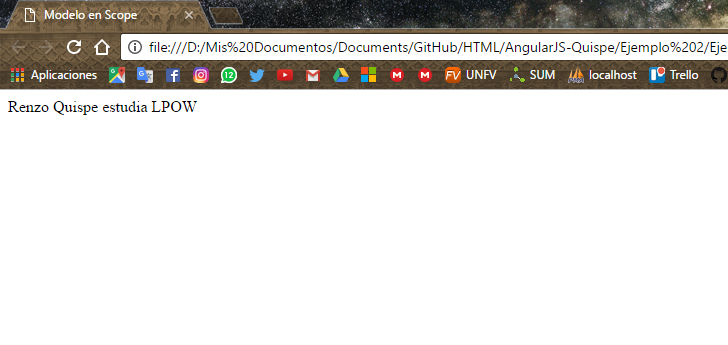 Modelo en Scope
file:///D:/Mis%20Documentos/Documents/GitHub/HTML/AngularJS-Quispe/Ejemplo%202/Eje
Aplicaciones 12 FV UNFV SUM localhost Trello
Renzo Quispe estudia LPOW